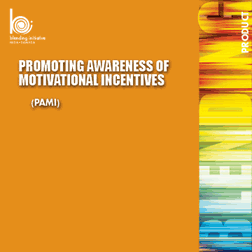 blending initiative
PRODUCT
PROMOTING AWARENESS OF
MOTIVATIONAL INCENTIVES
(PAMI)